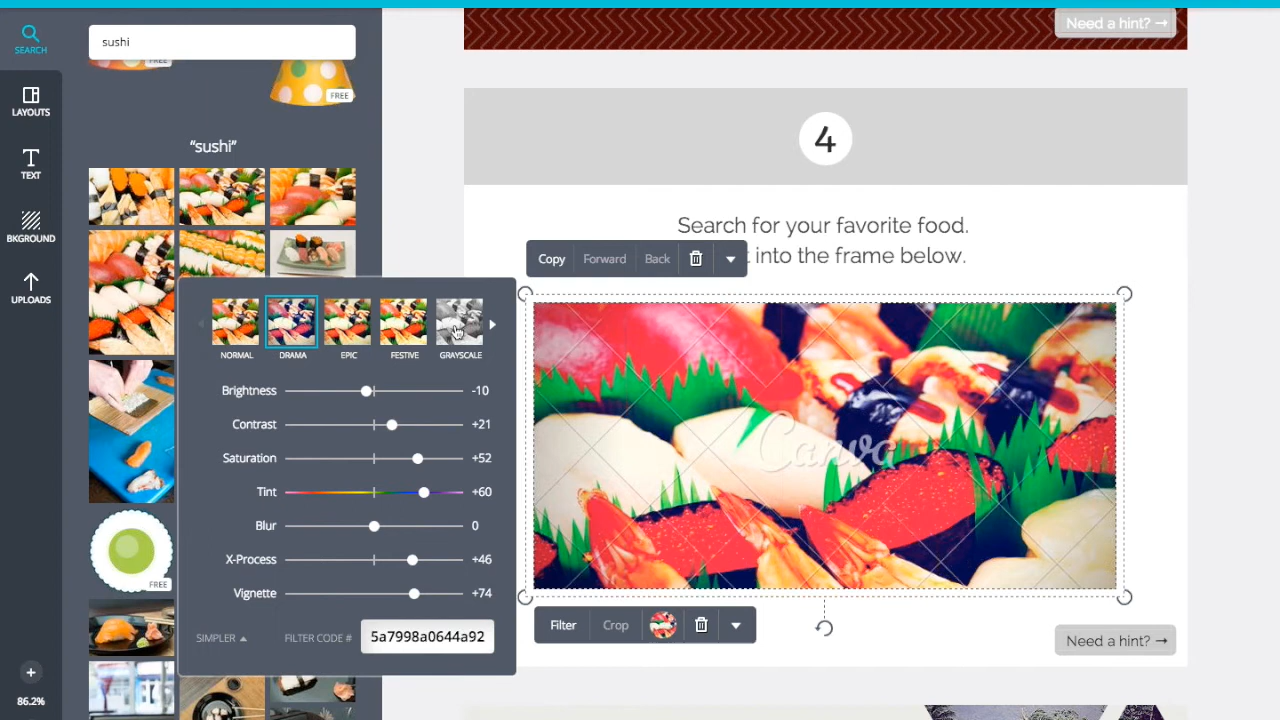 SEARCH
sushi
LAYOUTS
TEXT
BKGROUND
UPLOADS
86.2%
FREE
FREE
“sushi”
FREE
NORMAL
DRAMA
EPIC
FESTIVE
GRAYSCALE
Brightness -10
Contrast +21
Saturation +52
Tint +60
Blur 0
X-Process +46
Vignette +74
SIMPLER FILTER CODE # 5a7998a0644a92
Need a hint? →
4
Search for your favorite food.
into the frame below.
Copy Forward Back
Canva
Filter Crop
Need a hint? →